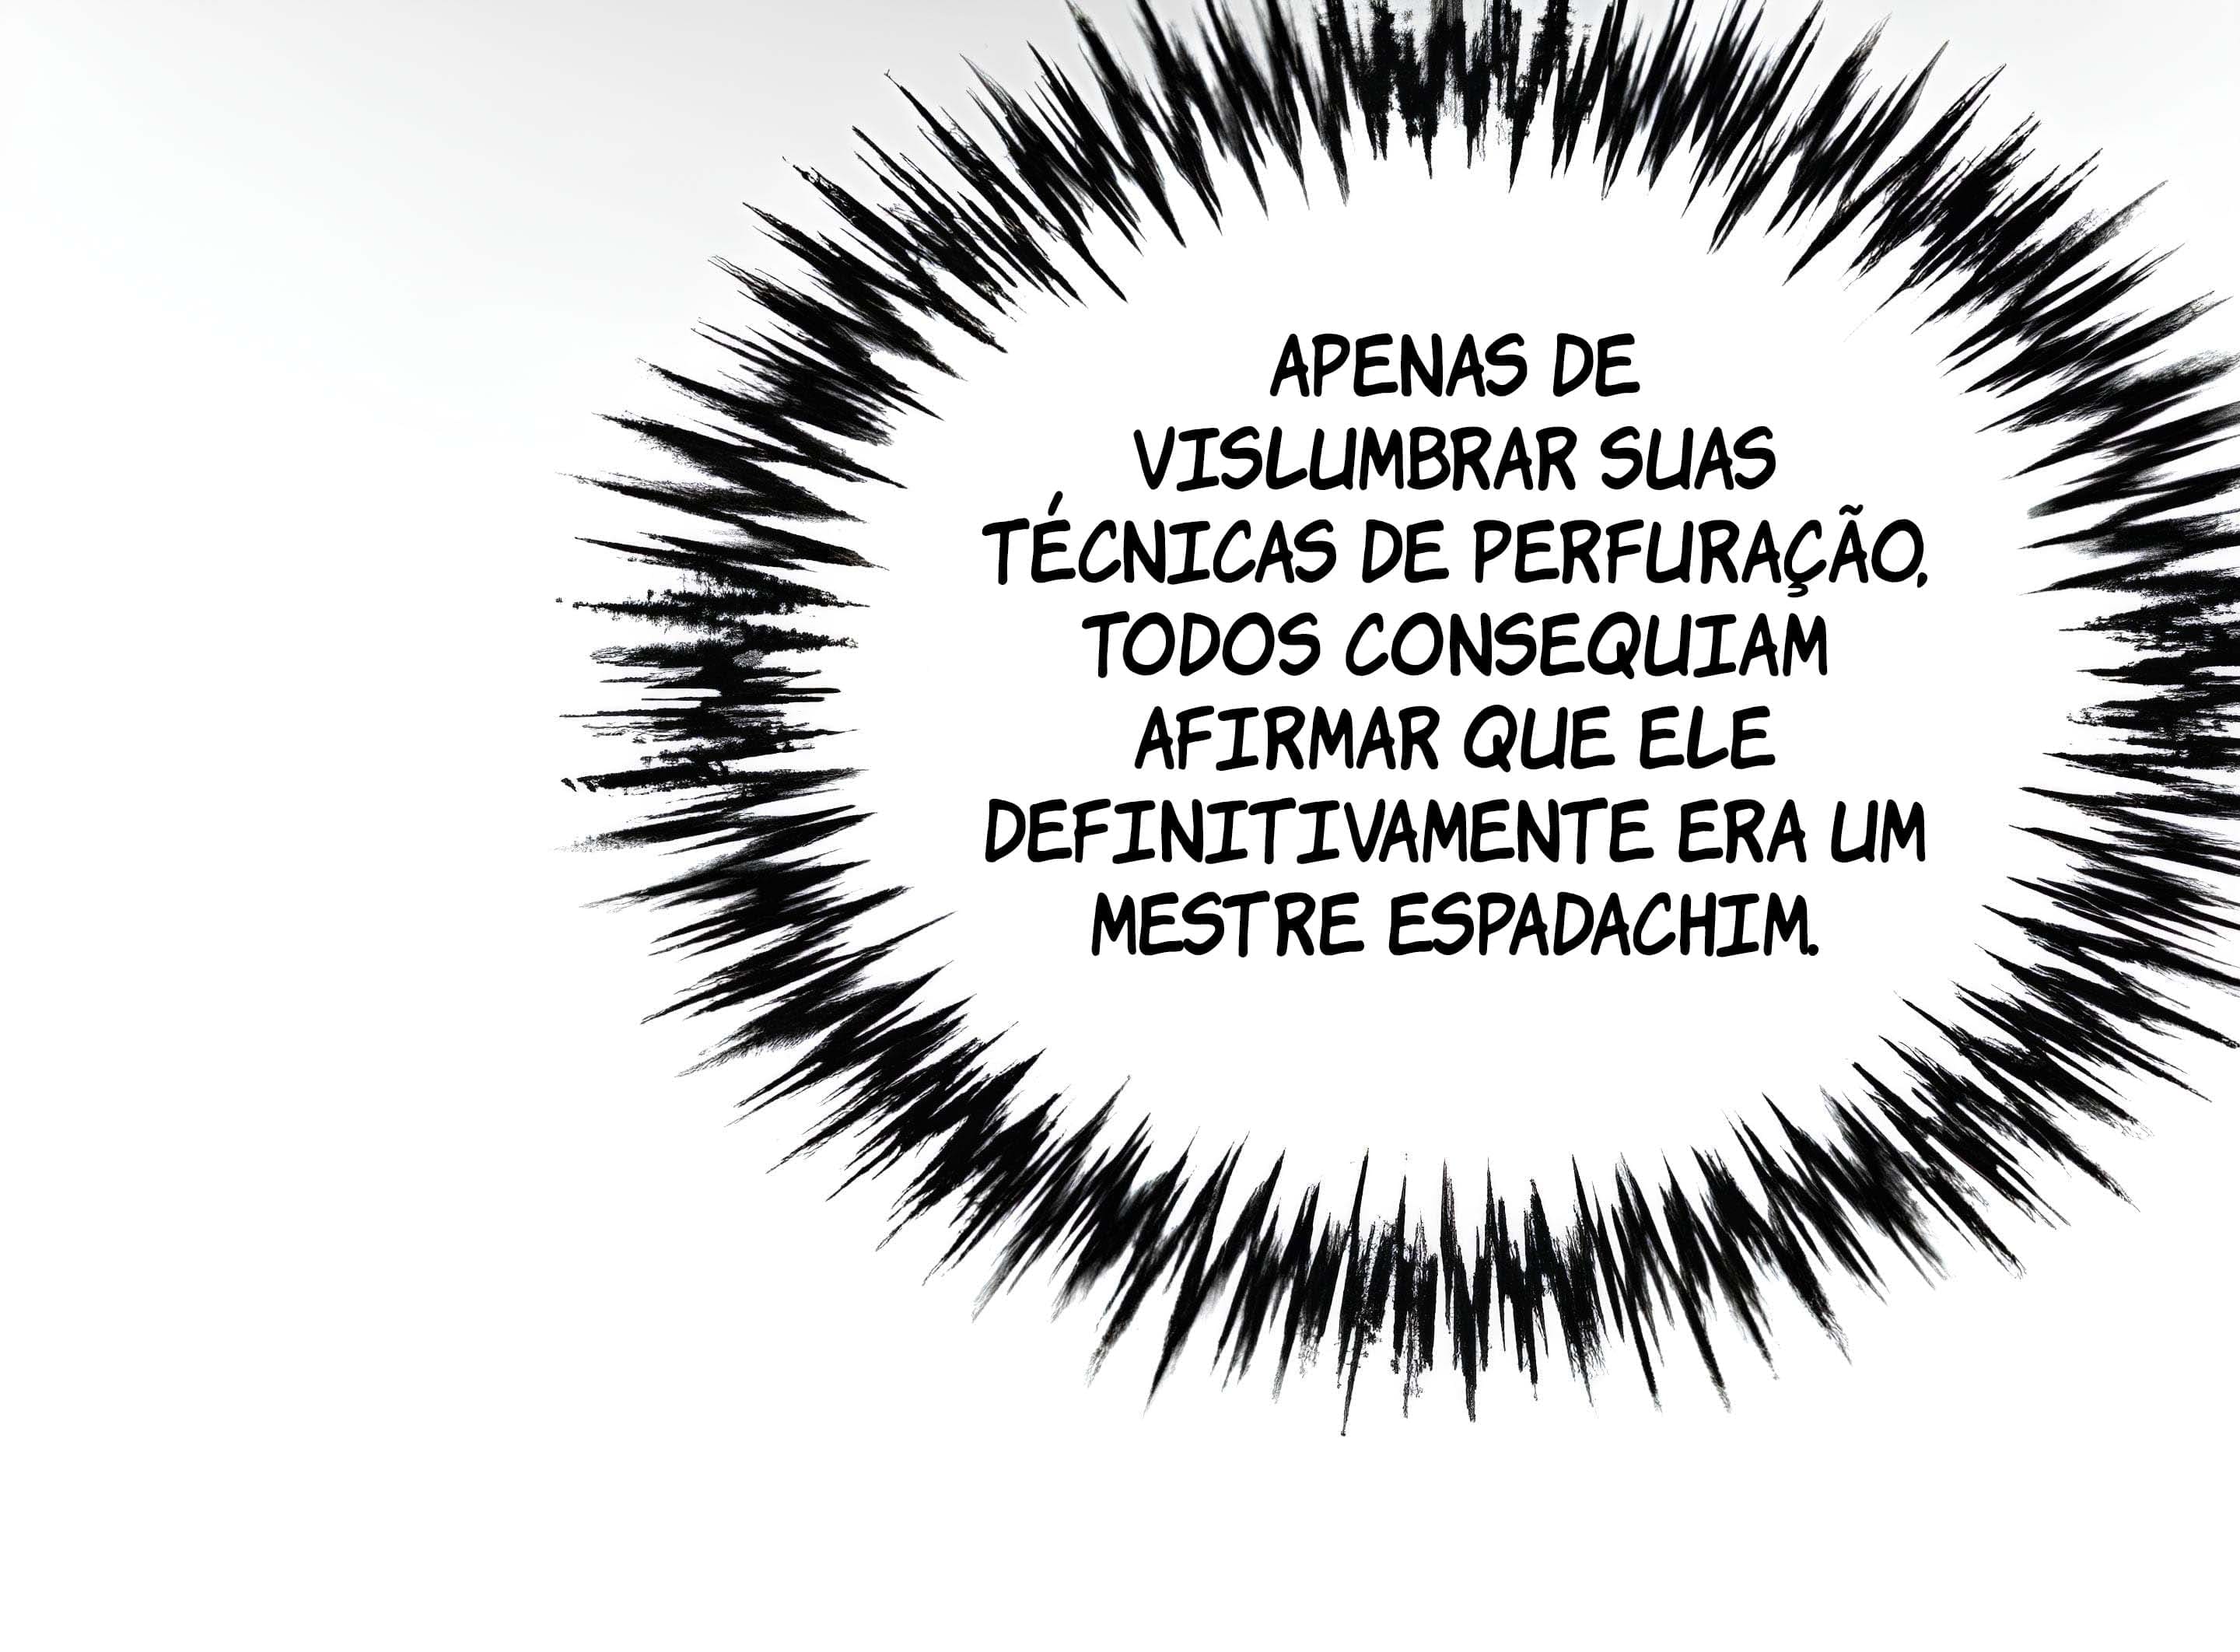 APENAS DE
VISLUMBRAR SUAS
TÉCNICAS DE PERFURAÇÃO,
TODOS CONSEQUIAM
AFIRMAR QUE ELE
DEFINITIVAMENTE ERA UM
MESTRE ESPADACHIM.